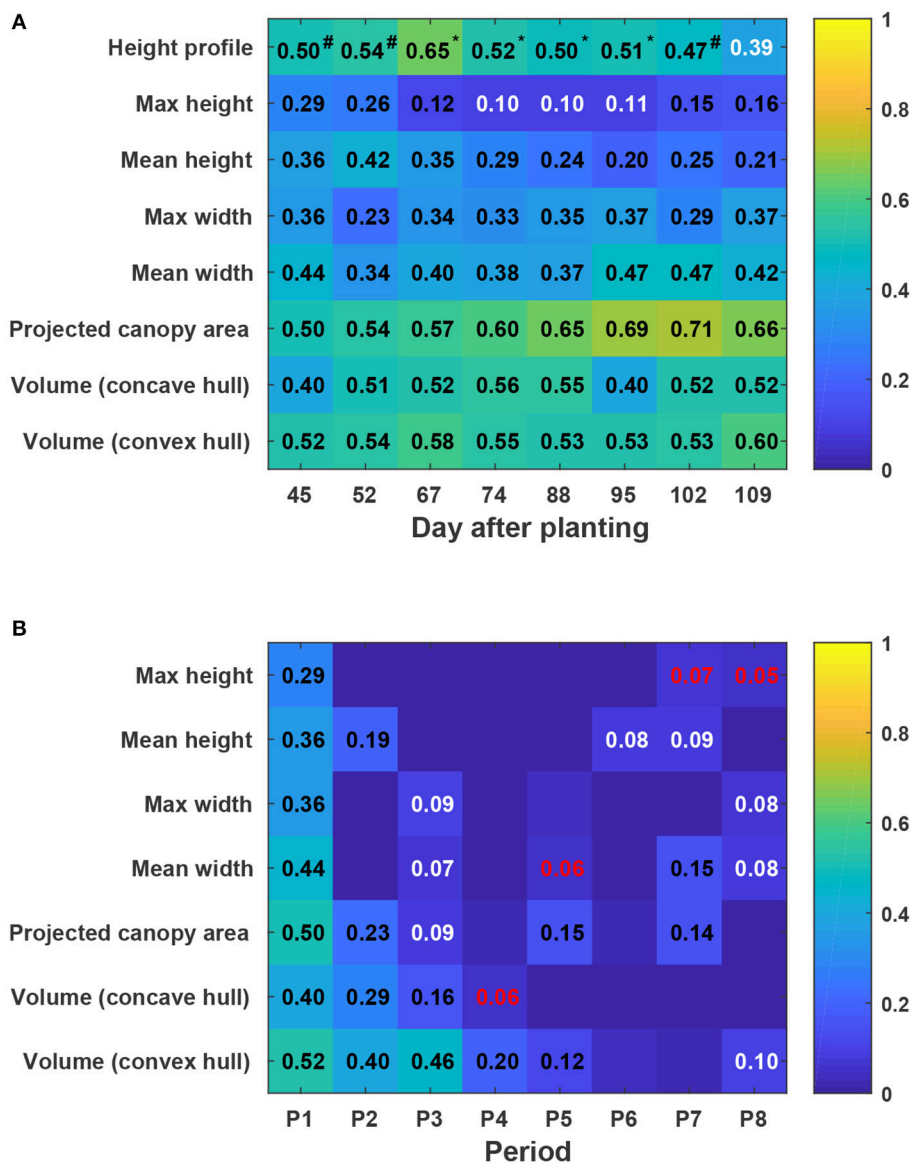 A
Height profile 0.50# 0.54# 0.65* 0.52* 0.50* 0.51* 0.47# 0.39
Max height 0.29 0.26 0.12 0.10 0.10 0.11 0.15 0.16
Mean height 0.36 0.42 0.35 0.29 0.24 0.20 0.25 0.21
Max width 0.36 0.23 0.34 0.33 0.35 0.37 0.29 0.37
Mean width 0.44 0.34 0.40 0.38 0.37 0.47 0.47 0.42
Projected canopy area 0.50 0.54 0.57 0.60 0.65 0.69 0.71 0.66
Volume (concave hull) 0.40 0.51 0.52 0.56 0.55 0.40 0.52 0.52
Volume (convex hull) 0.52 0.54 0.58 0.55 0.53 0.53 0.53 0.60
45 52 67 74 88 95 102 109
Day after planting
1
0.8
0.6
0.4
0.2
0
B
Max height 0.29 0.07 0.05
Mean height 0.36 0.19 0.08 0.09
Max width 0.36 0.09 0.08
Mean width 0.44 0.07 0.06 0.15 0.08
Projected canopy area 0.50 0.23 0.09 0.15 0.14
Volume (concave hull) 0.40 0.29 0.16 0.06
Volume (convex hull) 0.52 0.40 0.46 0.20 0.12 0.10
P1 P2 P3 P4 P5 P6 P7 P8
Period
1
0.8
0.6
0.4
0.2
0